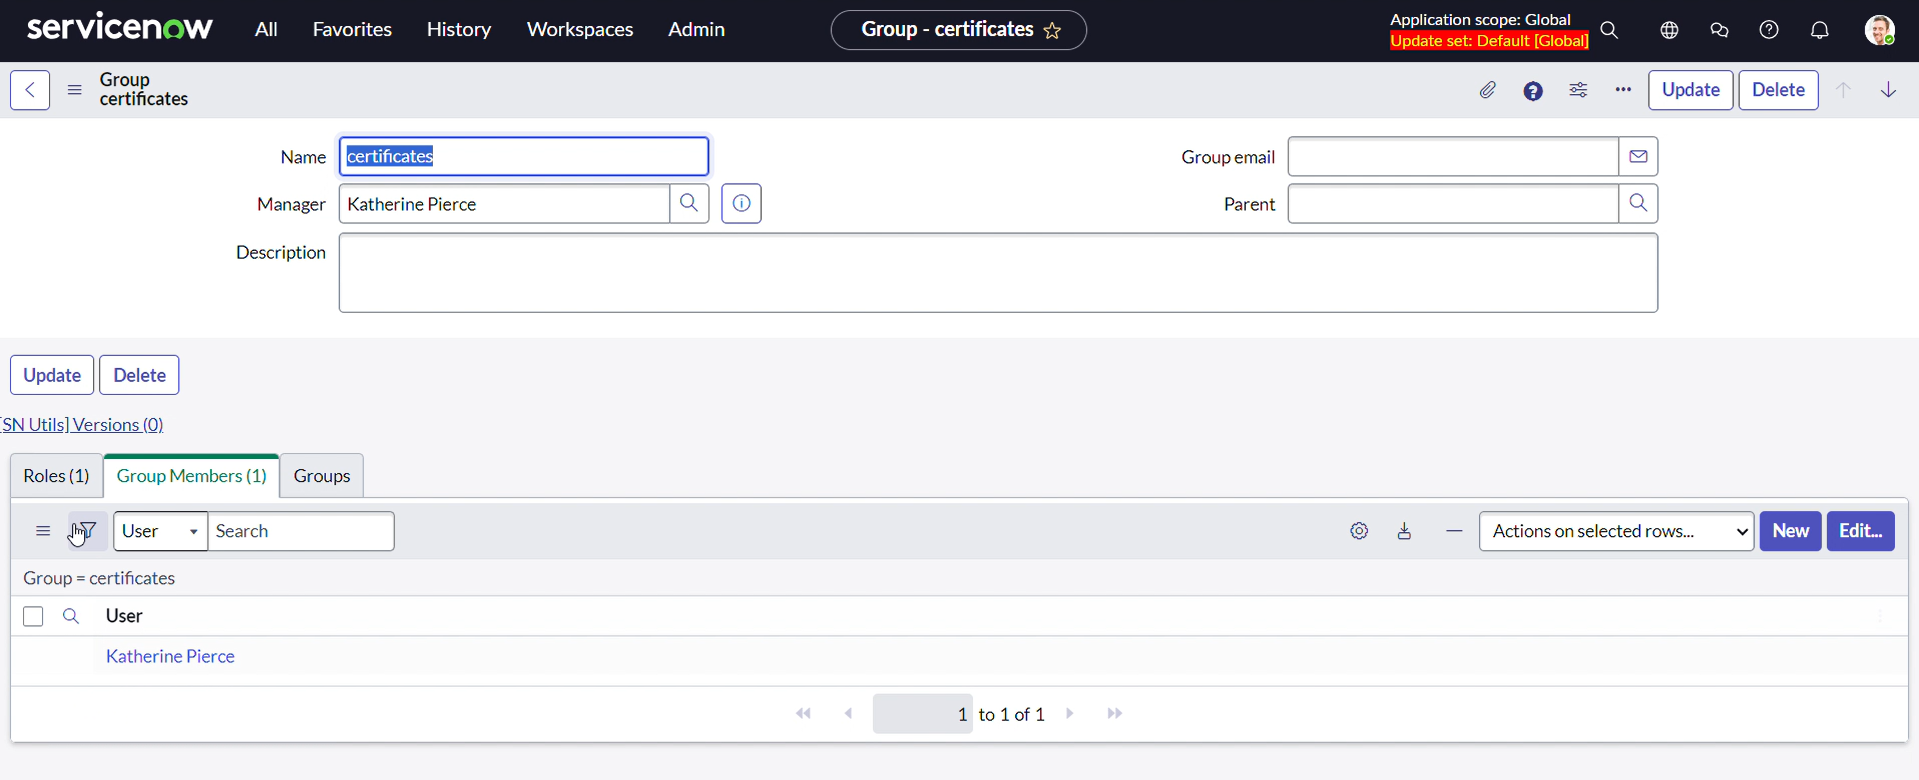 servicenow All Favorites History Workspaces Admin Group - certificates Application scope: Global
Update set: Default [Global]
Group
certificates
Update Delete
Name certificates Group email
Manager Katherine Pierce Parent
Description
Update Delete
[SN Utils] Versions (0)
Roles (1) Group Members (1) Groups
User Search Actions on selected rows... New Edit...
Group = certificates
User
Katherine Pierce
1 to 1 of 1